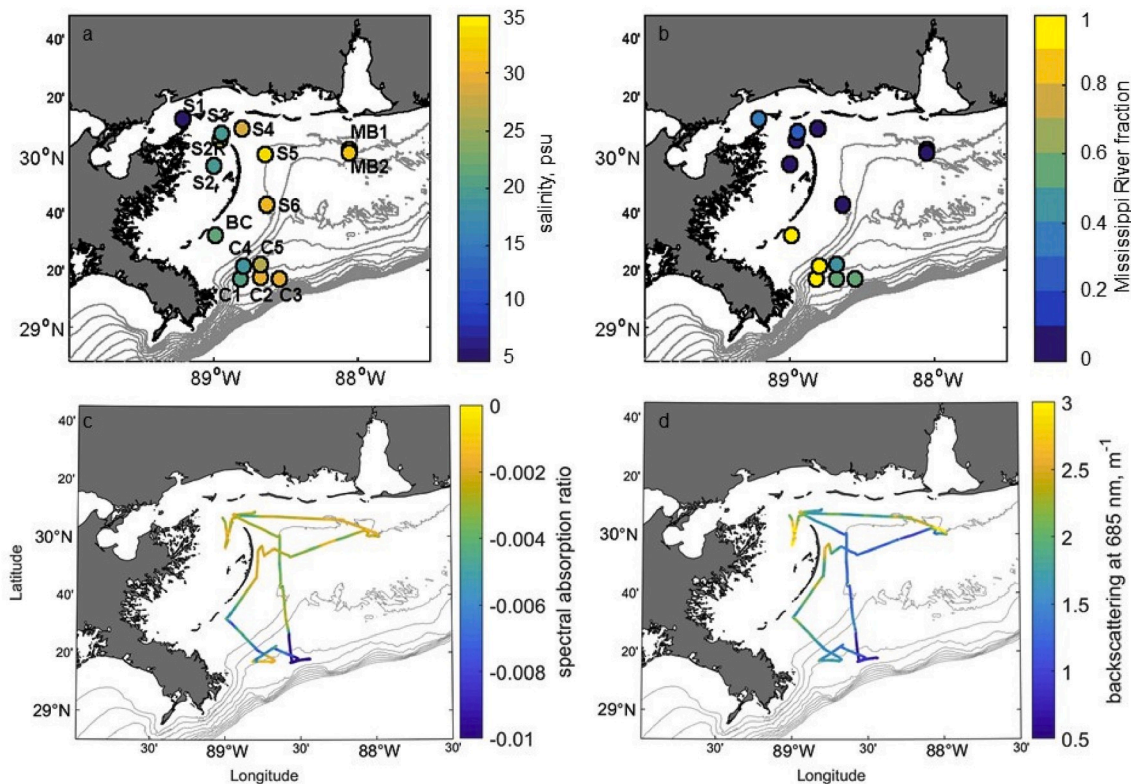 a
40'
20'
30°N
40'
20'
29°N
89°W
88°W
S1
S3
S4
S2R
S5
MB1
MB2
S2
S6
BC
C4
C5
C1
C2
C3
35
30
25
20
15
10
5
salinity, psu
b
40'
20'
30°N
40'
20'
29°N
89°W
88°W
1
0.8
0.6
0.4
0.2
0
Mississippi River fraction
c
40'
20'
30°N
40'
20'
29°N
Latitude
30'
89°W
30'
88°W
30'
Longitude
0
-0.002
-0.004
-0.006
-0.008
-0.01
spectral absorption ratio
d
40'
20'
30°N
40'
20'
29°N
30'
89°W
30'
88°W
30'
Longitude
3
2.5
2
1.5
1
0.5
backscattering at 685 nm, m⁻¹